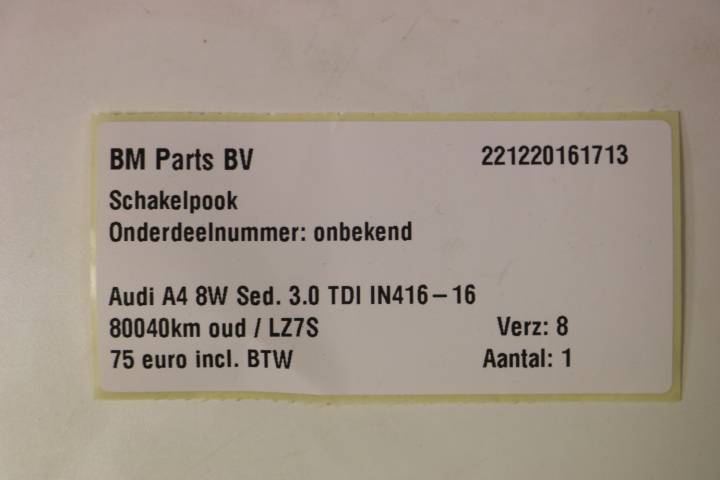 BM Parts BV 221220161713
Schakelpook
Onderdeelnummer: onbekend
Audi A4 8W Sed. 3.0 TDI IN416-16
80040km oud / LZ7S Verz: 8
75 euro incl. BTW Aantal: 1